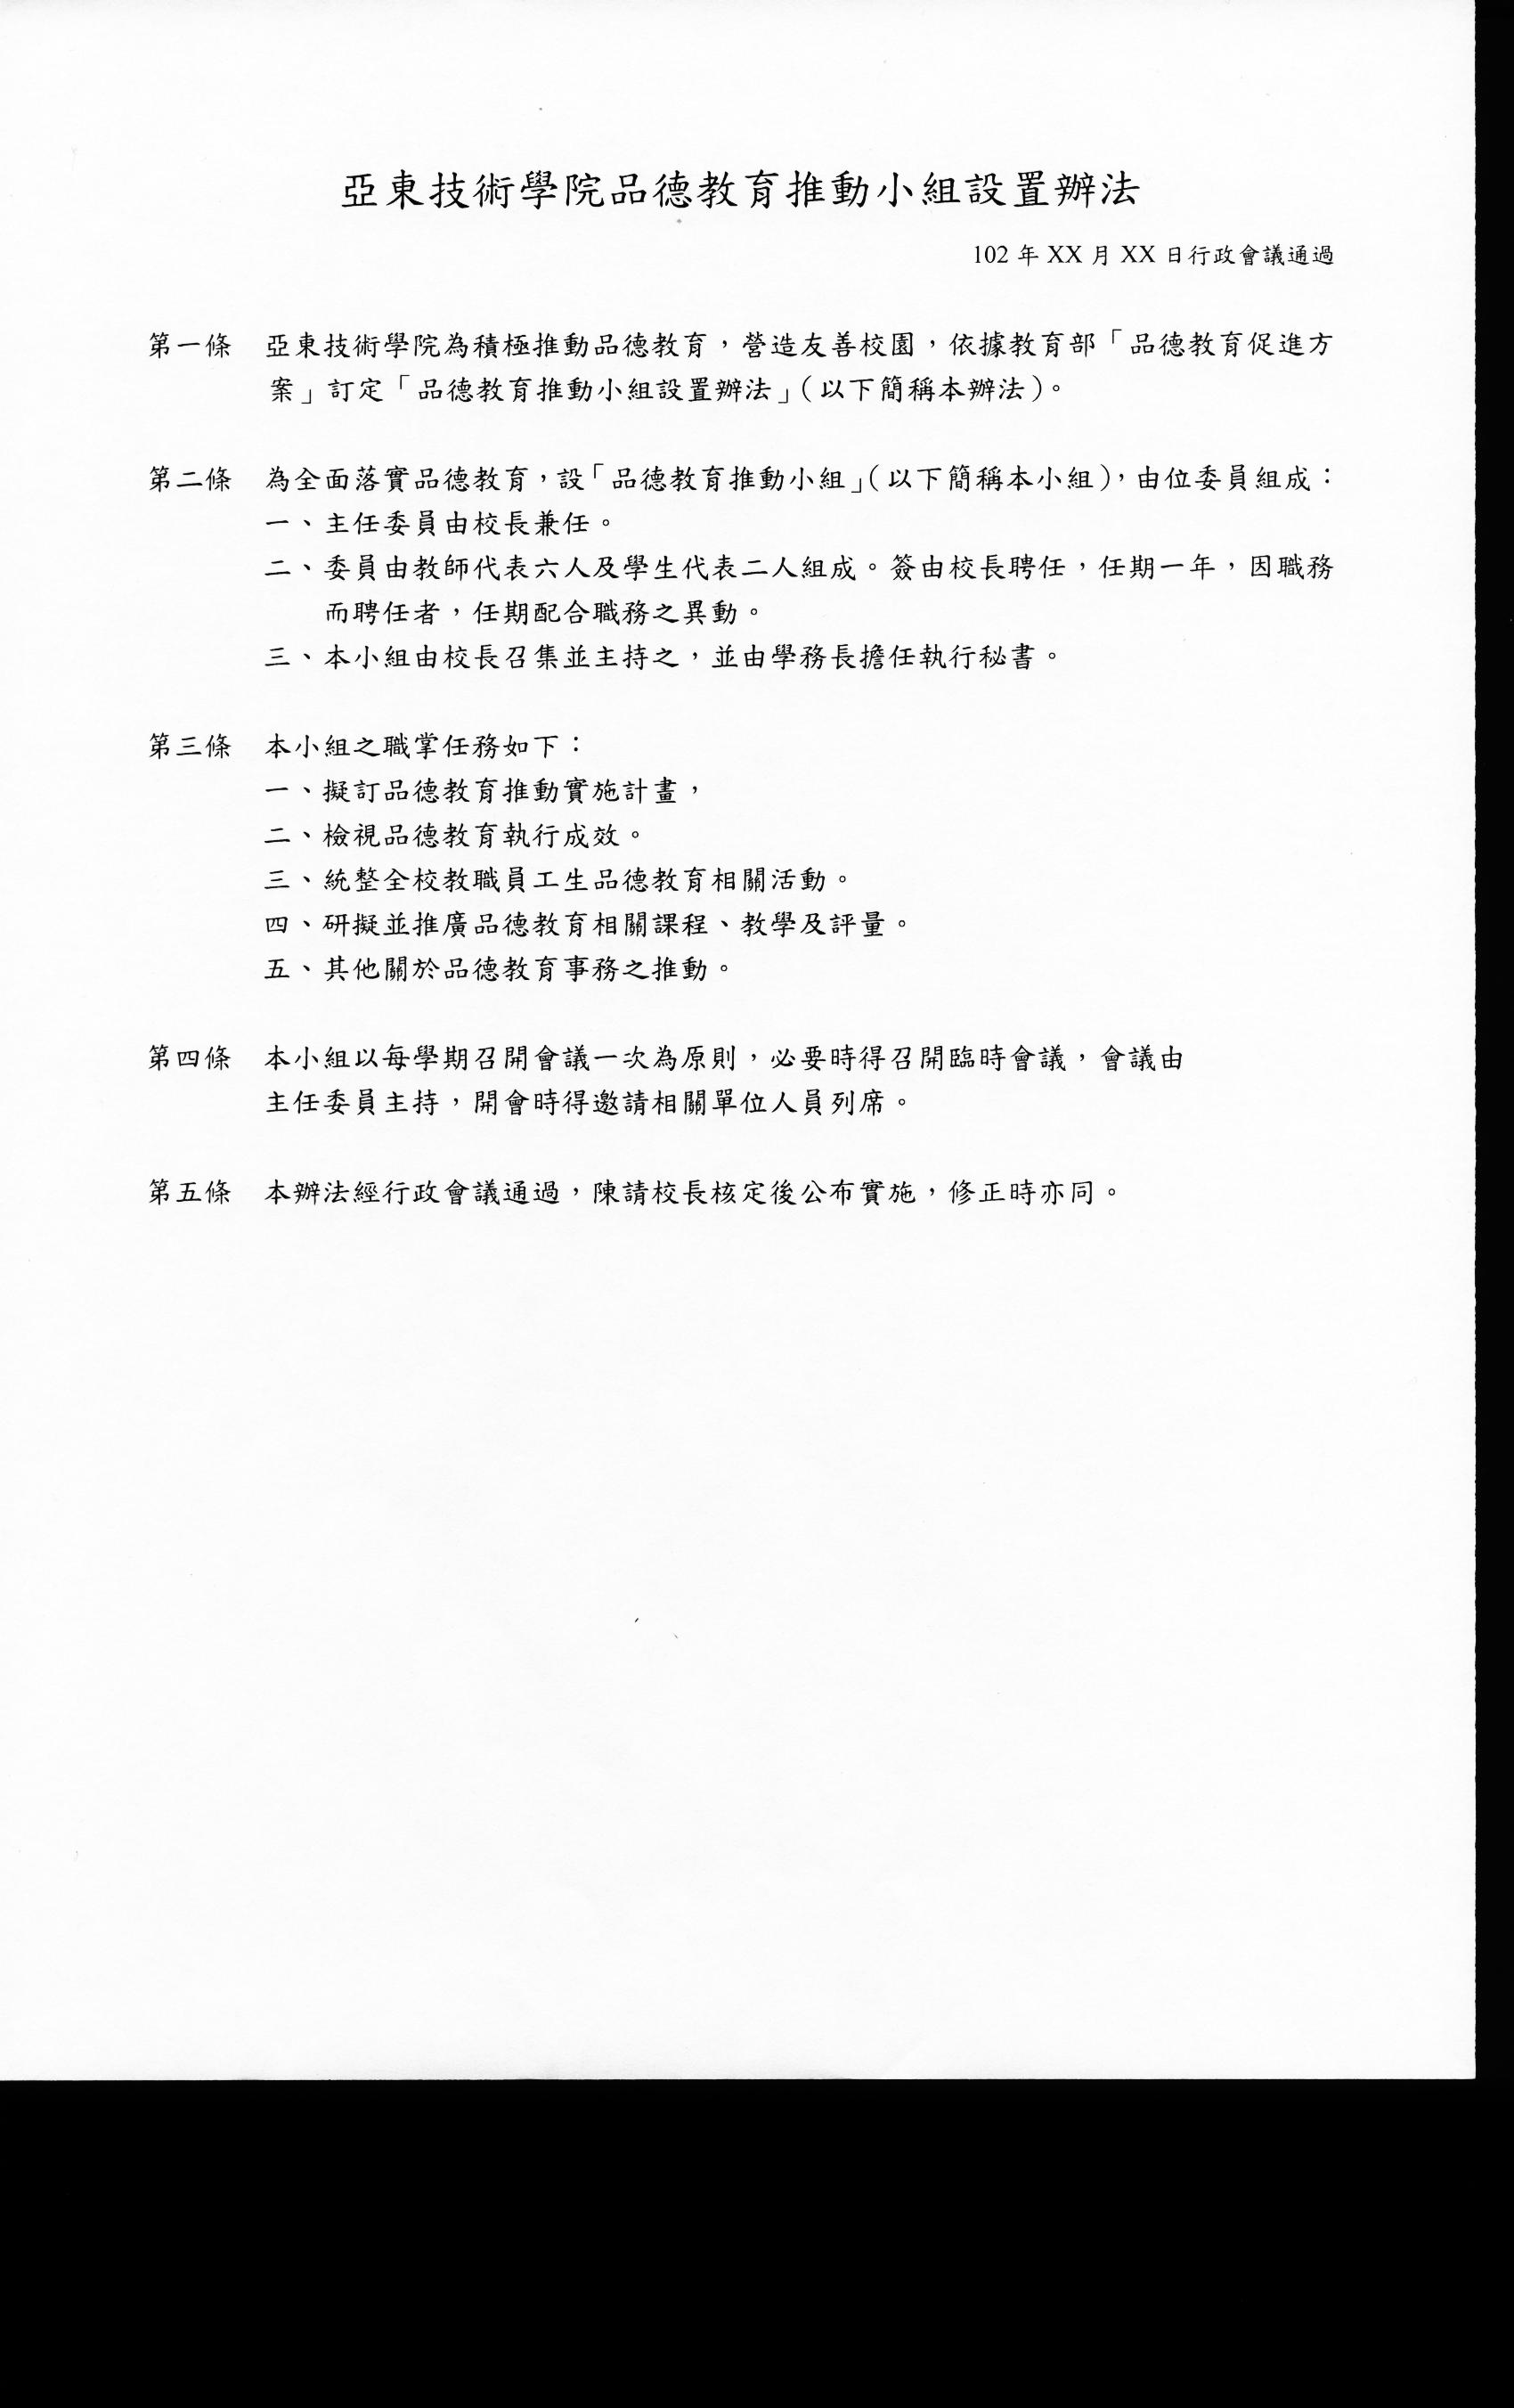 亞東技術學院品德教育推動小組設置辦法
102 年 XX 月 XX 日行政會議通過
第一條 亞東技術學院為積極推動品德教育，營造友善校園，依據教育部「品德教育促進方
案」訂定「品德教育推動小組設置辦法」（以下簡稱本辦法）。
第二條 為全面落實品德教育，設「品德教育推動小組」（以下簡稱本小組），由位委員組成：
一、主任委員由校長兼任。
二、委員由教師代表六人及學生代表二人組成。簽由校長聘任，任期一年，因職務
而聘任者，任期配合職務之異動。
三、本小組由校長召集並主持之，並由學務長擔任執行秘書。
第三條 本小組之職掌任務如下：
一、擬訂品德教育推動實施計畫，
二、檢視品德教育執行成效。
三、統整全校教職員工生品德教育相關活動。
四、研擬並推廣品德教育相關課程、教學及評量。
五、其他關於品德教育事務之推動。
第四條 本小組以每學期召開會議一次為原則，必要時得召開臨時會議，會議由
主任委員主持，開會時得邀請相關單位人員列席。
第五條 本辦法經行政會議通過，陳請校長核定後公布實施，修正時亦同。